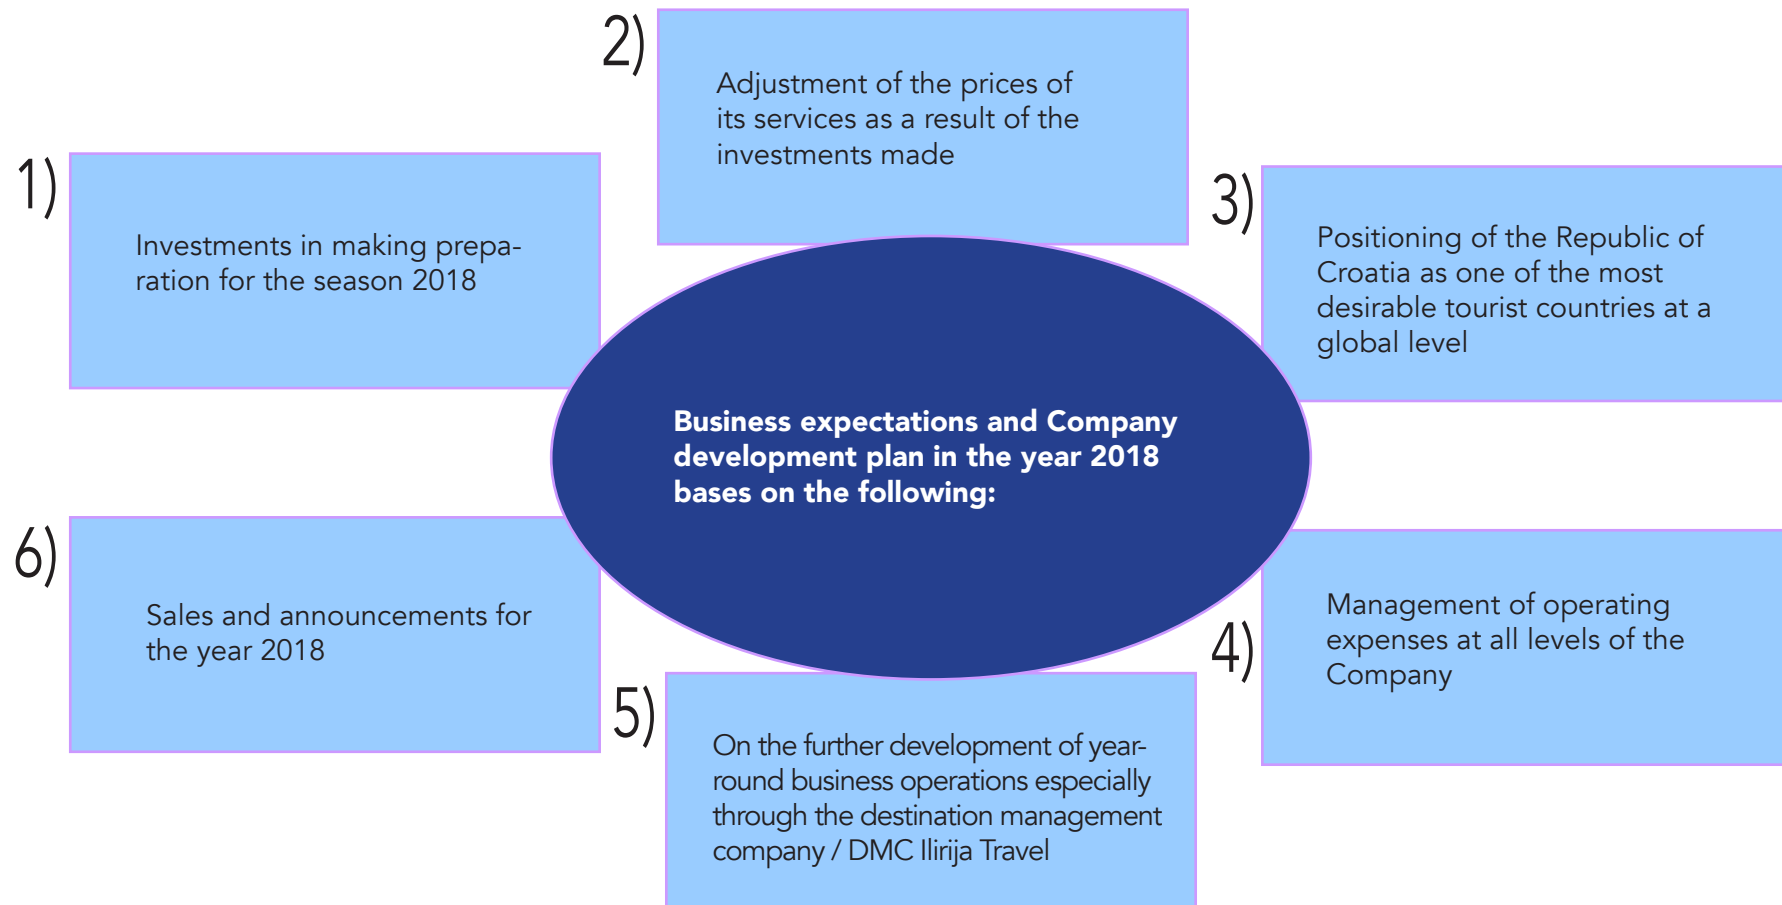 1)
Investments in making prepa-
ration for the season 2018
2)
Adjustment of the prices of
its services as a result of the
investments made
3)
Positioning of the Republic of
Croatia as one of the most
desirable tourist countries at a
global level
Business expectations and Company
development plan in the year 2018
bases on the following:
4)
Management of operating
expenses at all levels of the
Company
5)
On the further development of year-
round business operations especially
through the destination management
company / DMC Ilirija Travel
6)
Sales and announcements for
the year 2018